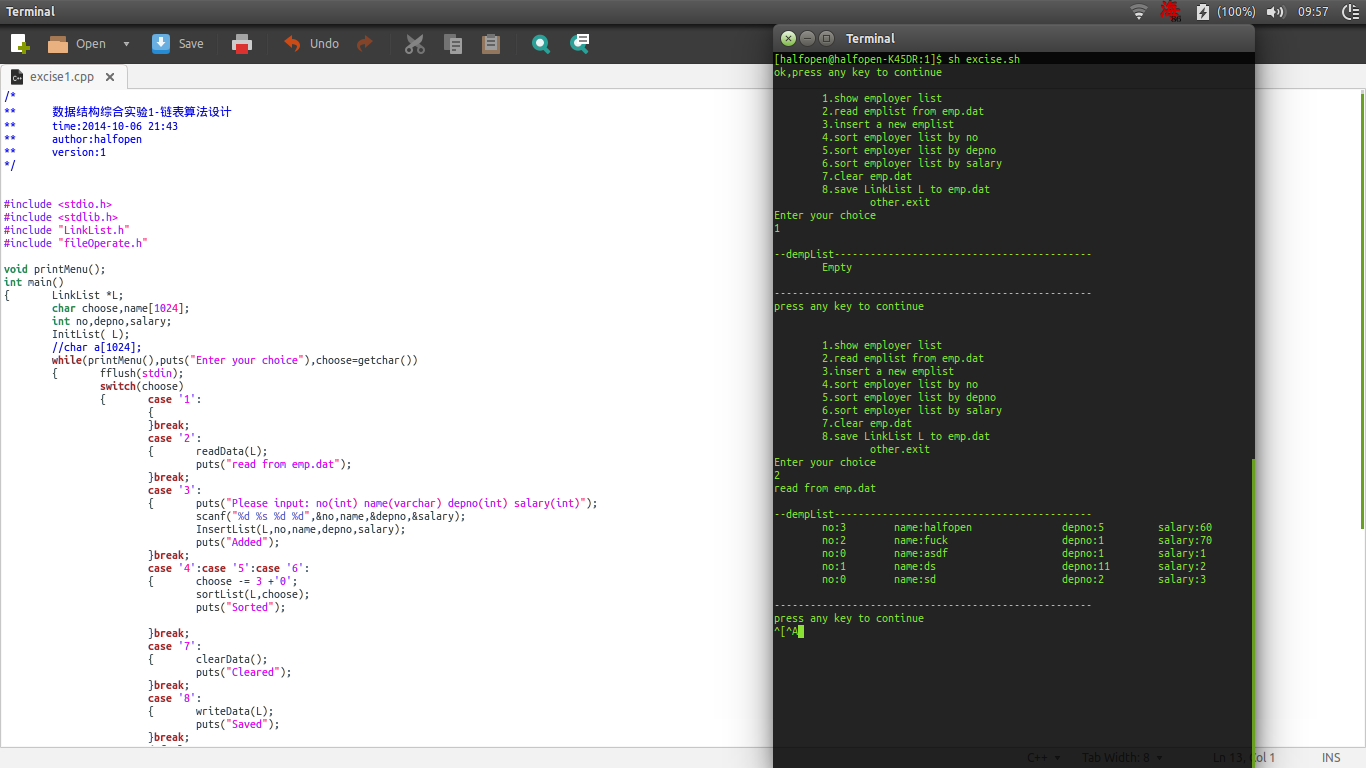 Terminal
(100%)
09:57
Open
Save
Undo
excise1.cpp
/*
** 数据结构综合实验1-链表算法设计
** time:2014-10-06 21:43
** author:halfopen
** version:1
*/
#include <stdio.h>
#include <stdlib.h>
#include "LinkList.h"
#include "fileOperate.h"
void printMenu();
int main()
{ LinkList *L;
char choose,name[1024];
int no,depno,salary;
InitList( L);
//char a[1024];
while(printMenu(),puts("Enter your choice"),choose=getchar())
{ fflush(stdin);
switch(choose)
{ case '1':
{
}break;
case '2':
{ readData(L);
puts("read from emp.dat");
}break;
case '3':
{ puts("Please input: no(int) name(varchar) depno(int) salary(int)");
scanf("%d %s %d %d",&no,name,&depno,&salary);
InsertList(L,no,name,depno,salary);
puts("Added");
}break;
case '4':case '5':case '6':
{ choose -= 3 +'0';
sortList(L,choose);
puts("Sorted");
}break;
case '7':
{ clearData();
puts("Cleared");
}break;
case '8':
{ writeData(L);
puts("Saved");
}break;
C++
Tab Width: 8
Ln 13, Col 1
INS
Terminal
[halfopen@halfopen-K45DR:1]$ sh excise.sh
ok,press any key to continue
1.show employer list
2.read emplist from emp.dat
3.insert a new emplist
4.sort employer list by no
5.sort employer list by depno
6.sort employer list by salary
7.clear emp.dat
8.save LinkList L to emp.dat
other.exit
Enter your choice
1
--dempList-------------------------------------------
Empty
-----------------------------------------------------
press any key to continue
1.show employer list
2.read emplist from emp.dat
3.insert a new emplist
4.sort employer list by no
5.sort employer list by depno
6.sort employer list by salary
7.clear emp.dat
8.save LinkList L to emp.dat
other.exit
Enter your choice
2
read from emp.dat
--dempList-------------------------------------------
no:3 name:halfopen depno:5 salary:60
no:2 name:fuck depno:1 salary:70
no:0 name:asdf depno:1 salary:1
no:1 name:ds depno:11 salary:2
no:0 name:sd depno:2 salary:3
-----------------------------------------------------
press any key to continue
^[^A